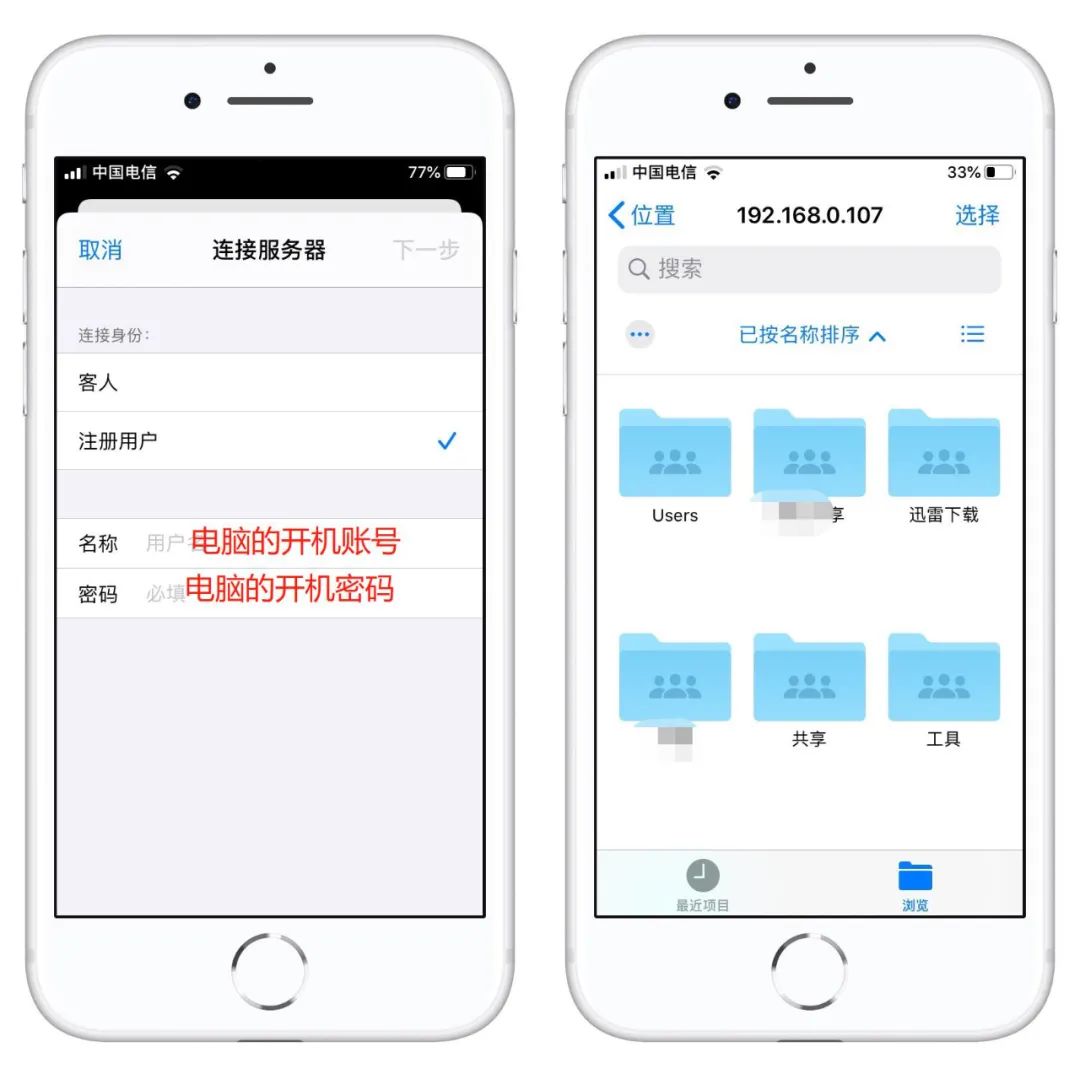 中国电信
77%
取消
连接服务器
下一步
连接身份：
客人
注册用户
名称
用户
电脑的开机账号
密码
必填
电脑的开机密码
中国电信
33%
位置
192.168.0.107
选择
搜索
已按名称排序
Users
享
迅雷下载
共享
工具
最近项目
浏览